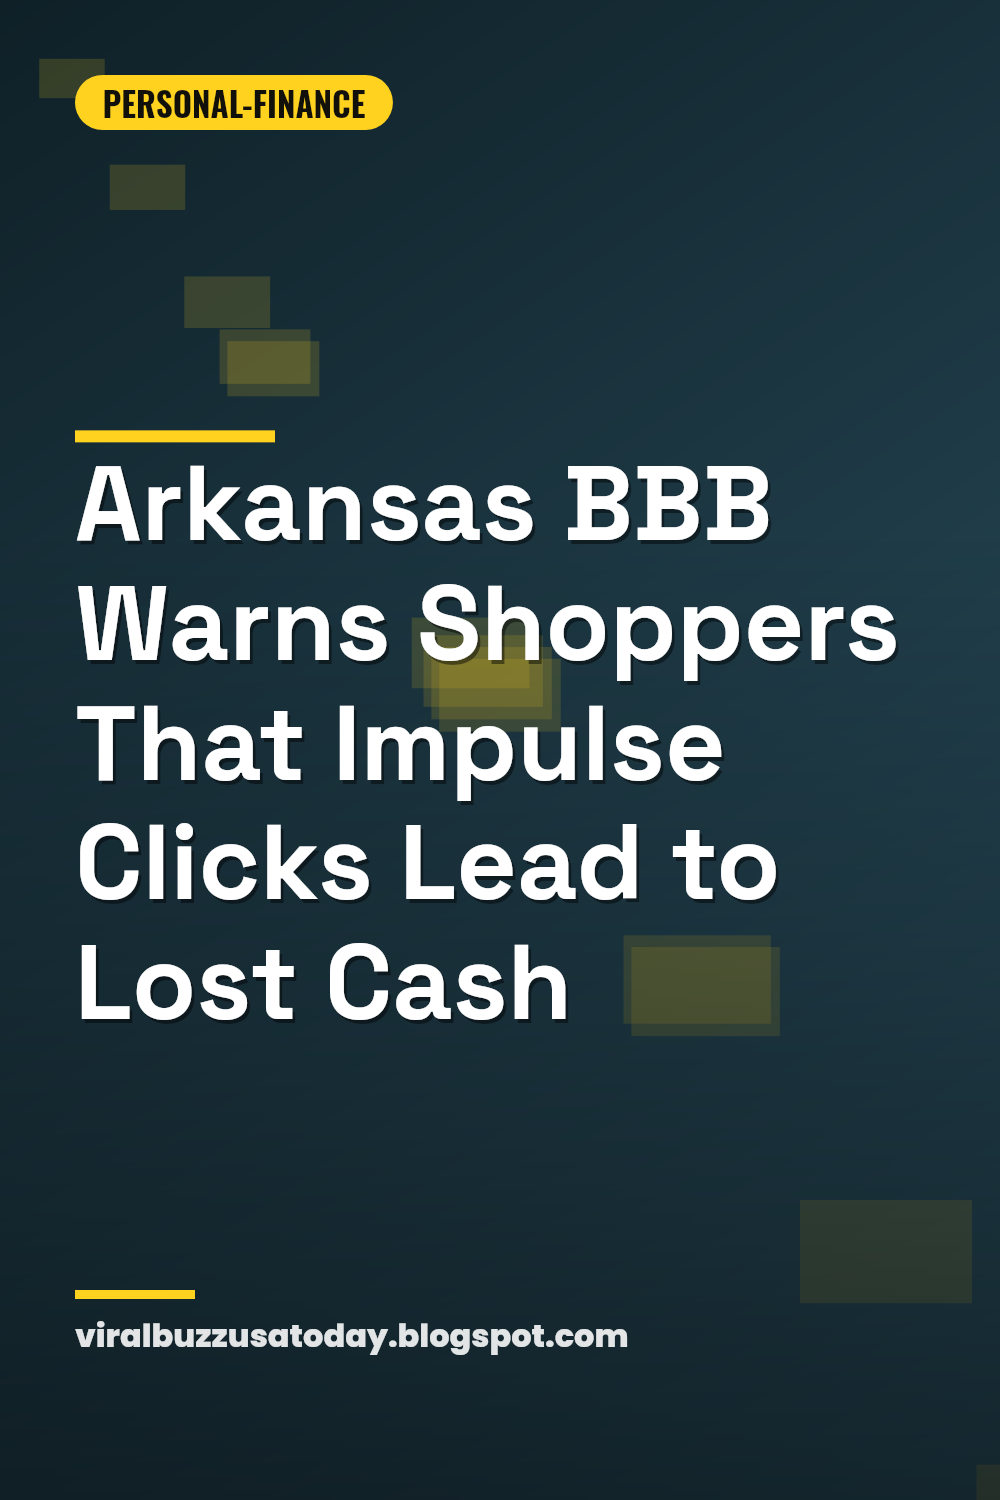 PERSONAL-FINANCE
Arkansas BBB
Warns Shoppers
That Impulse
Clicks Lead to
Lost Cash
viralbuzzusatoday.blogspot.com